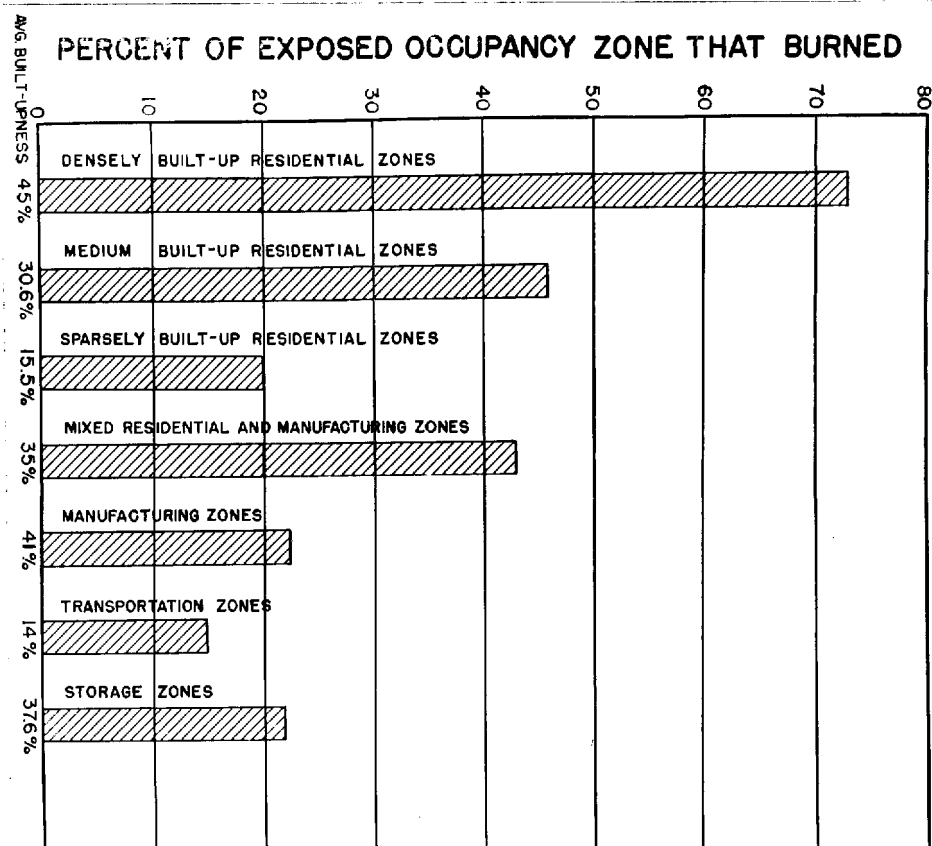 PERCENT OF EXPOSED OCCUPANCY ZONE THAT BURNED
AVG. BUILT-UPNESS
0 10 20 30 40 50 60 70 80
DENSELY BUILT-UP RESIDENTIAL ZONES
45%
MEDIUM BUILT-UP RESIDENTIAL ZONES
30.6%
SPARSELY BUILT-UP RESIDENTIAL ZONES
15.5%
MIXED RESIDENTIAL AND MANUFACTURING ZONES
35%
MANUFACTURING ZONES
41%
TRANSPORTATION ZONES
14%
STORAGE ZONES
37.6%